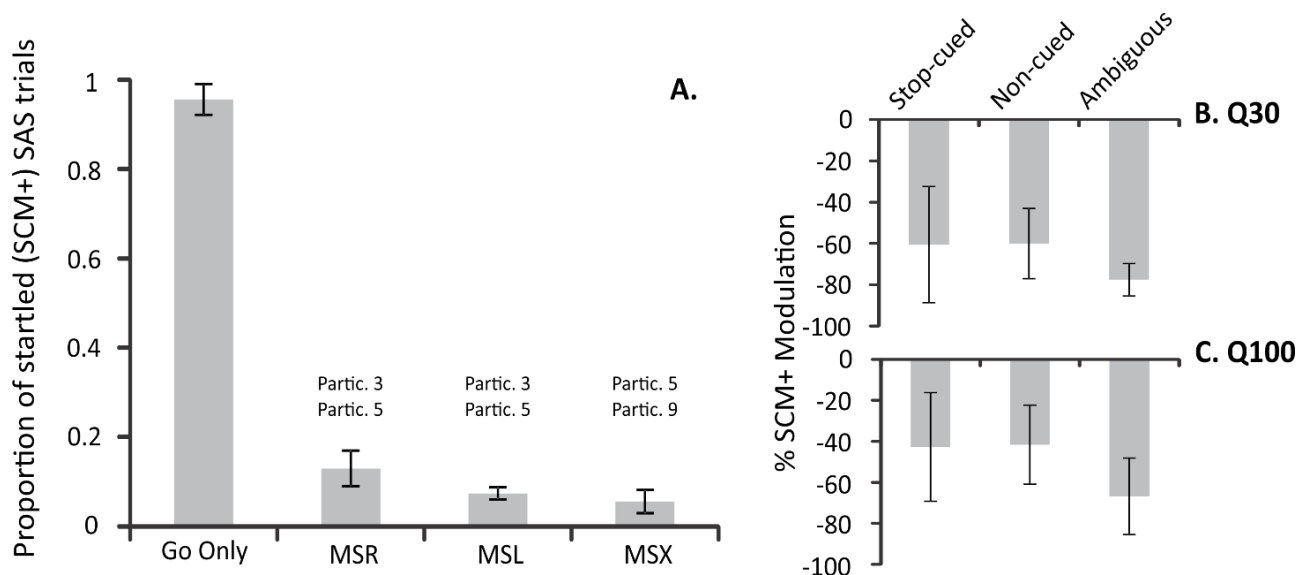 Proportion of startled (SCM+) SAS trials
1
0.8
0.6
0.4
0.2
0
A.
Partic. 3
Partic. 5
Partic. 3
Partic. 5
Partic. 5
Partic. 9
Go Only
MSR
MSL
MSX
Stop-cued
Non-cued
Ambiguous
% SCM+ Modulation
B. Q30
0
-20
-40
-60
-80
-100
C. Q100
0
-20
-40
-60
-80
-100